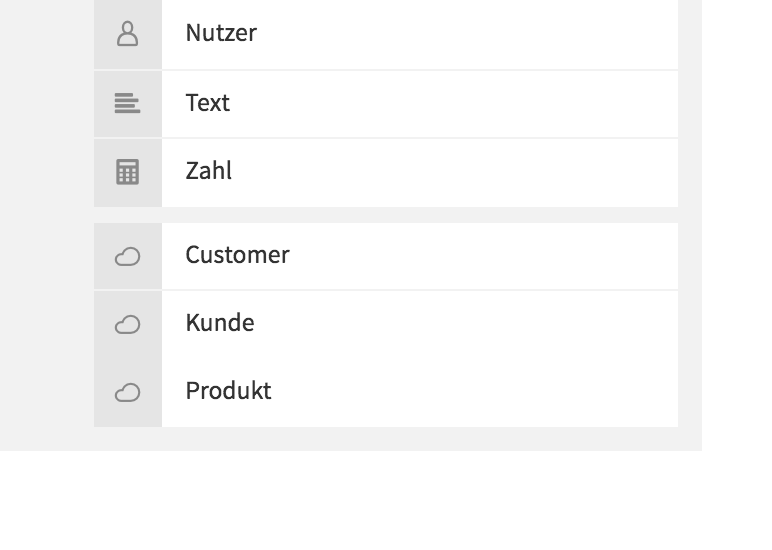 Nutzer
Text
Zahl
Customer
Kunde
Produkt